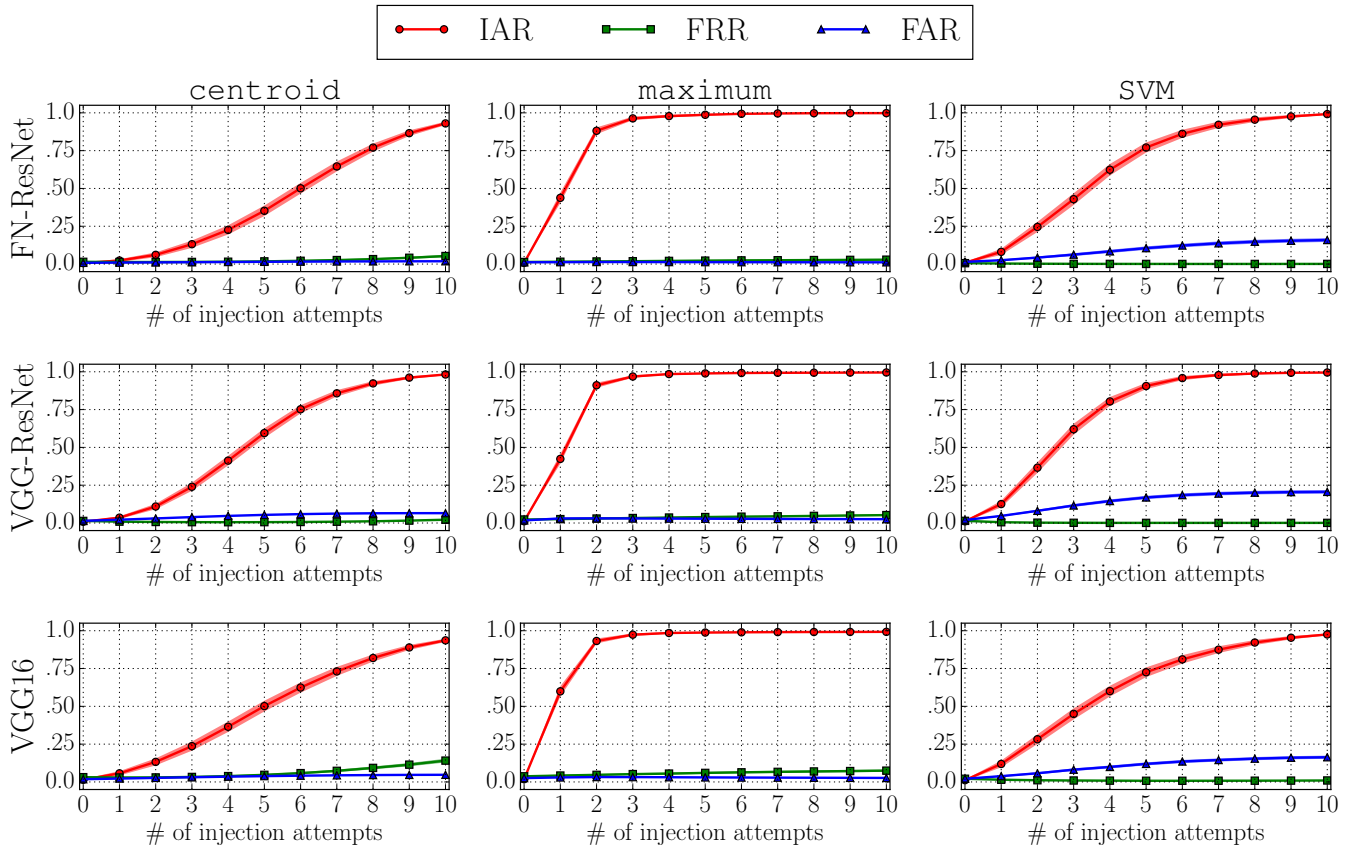 IAR FRR FAR
centroid maximum SVM
FN-ResNet
1.0 1.0 1.0
.75 .75 .75
.50 .50 .50
.25 .25 .25
0.0 0.0 0.0
0 1 2 3 4 5 6 7 8 9 10 0 1 2 3 4 5 6 7 8 9 10 0 1 2 3 4 5 6 7 8 9 10
# of injection attempts # of injection attempts # of injection attempts
VGG-ResNet
1.0 1.0 1.0
.75 .75 .75
.50 .50 .50
.25 .25 .25
0.0 0.0 0.0
0 1 2 3 4 5 6 7 8 9 10 0 1 2 3 4 5 6 7 8 9 10 0 1 2 3 4 5 6 7 8 9 10
# of injection attempts # of injection attempts # of injection attempts
VGG16
1.0 1.0 1.0
.75 .75 .75
.50 .50 .50
.25 .25 .25
0.0 0.0 0.0
0 1 2 3 4 5 6 7 8 9 10 0 1 2 3 4 5 6 7 8 9 10 0 1 2 3 4 5 6 7 8 9 10
# of injection attempts # of injection attempts # of injection attempts